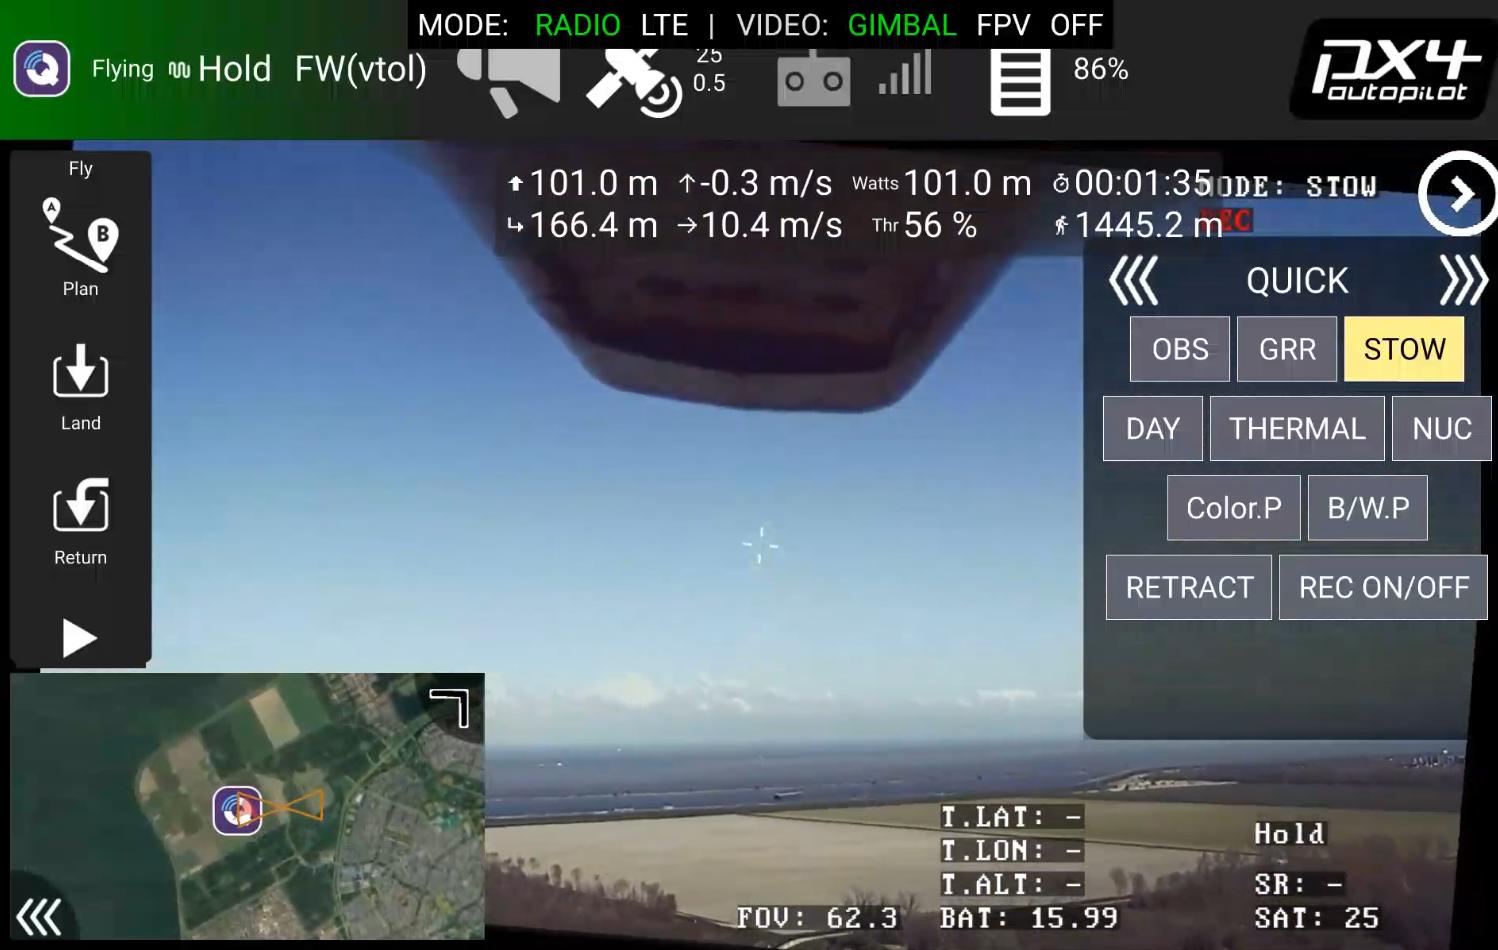 MODE: RADIO LTE | VIDEO: GIMBAL FPV OFF
Flying Hold FW(vtol)
25
0.5
86%
px4
autopilot
Fly
A
B
Plan
Land
Return
101.0 m -0.3 m/s Watts 101.0 m 00:01:35
166.4 m 10.4 m/s Thr 56 % 1445.2 m
MODE: STOW
REC
QUICK
OBS GRR STOW
DAY THERMAL NUC
Color.P B/W.P
RETRACT REC ON/OFF
T.LAT: -
T.LON: - Hold
T.ALT: - SR: -
FOV: 62.3 BAT: 15.99 SAT: 25